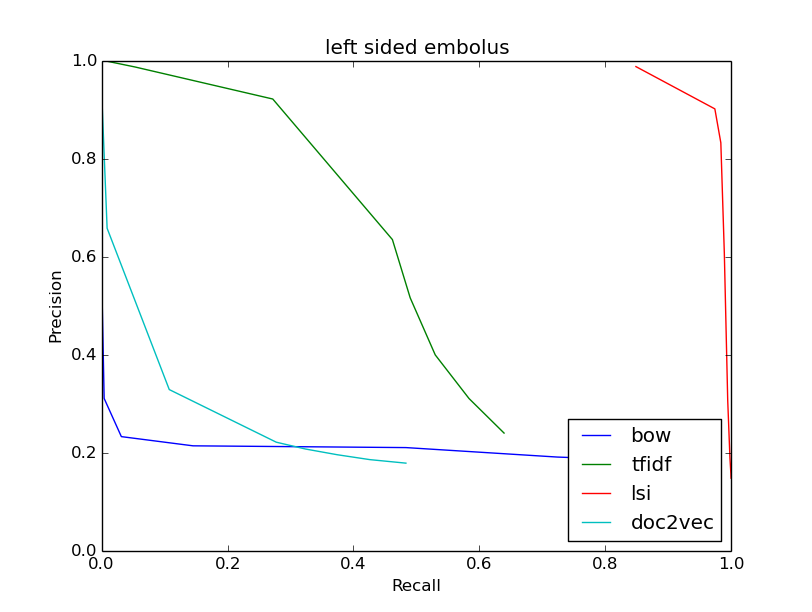 left sided embolus
1.0
0.8
0.6
0.4
0.2
0.0
Precision
0.0 0.2 0.4 0.6 0.8 1.0
Recall
bow
tfidf
lsi
doc2vec